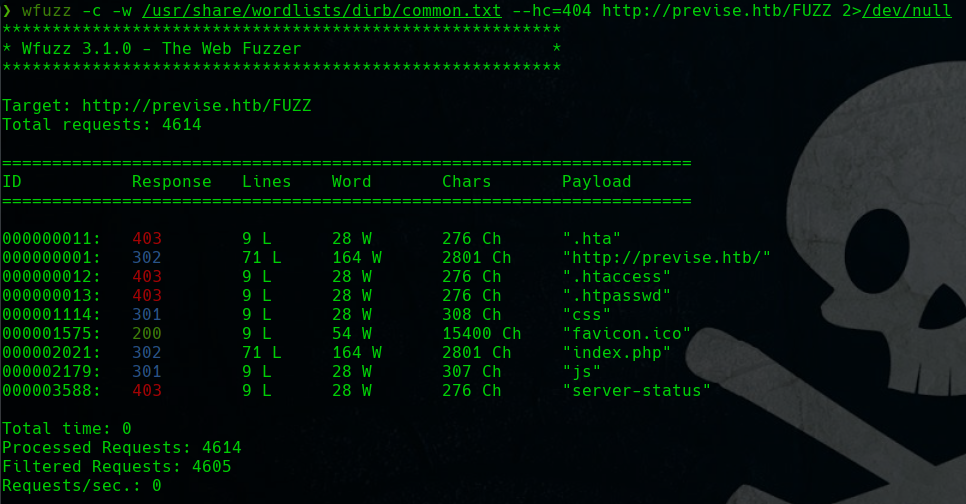 ❯ wfuzz -c -w /usr/share/wordlists/dirb/common.txt --hc=404 http://previse.htb/FUZZ 2>/dev/null
********************************************************
* Wfuzz 3.1.0 - The Web Fuzzer                         *
********************************************************

Target: http://previse.htb/FUZZ
Total requests: 4614

=====================================================================
ID           Response   Lines    Word       Chars       Payload
=====================================================================

000000011:   403        9 L      28 W       276 Ch      ".hta"
000000001:   302        71 L     164 W      2801 Ch     "http://previse.htb/"
000000012:   403        9 L      28 W       276 Ch      ".htaccess"
000000013:   403        9 L      28 W       276 Ch      ".htpasswd"
000001114:   301        9 L      28 W       308 Ch      "css"
000001575:   200        9 L      54 W       15400 Ch    "favicon.ico"
000002021:   302        71 L     164 W      2801 Ch     "index.php"
000002179:   301        9 L      28 W       307 Ch      "js"
000003588:   403        9 L      28 W       276 Ch      "server-status"

Total time: 0
Processed Requests: 4614
Filtered Requests: 4605
Requests/sec.: 0